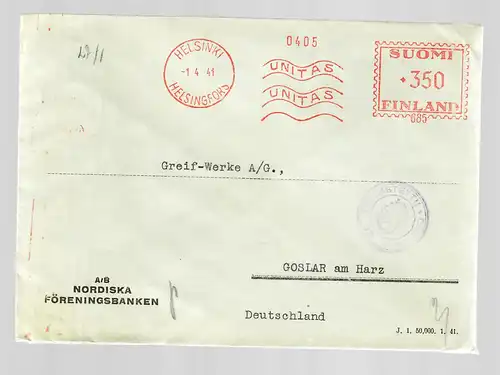 HELSINKI
-1 4 41
HELSINGFORS
0405
UNITAS
UNITAS
SUOMI
350
FINLAND
685
Greif-Werke A/G.,
GOSLAR am Harz
Deutschland
A/B
NORDISKA
FÖRENINGSBANKEN
J. 1. 50,000. 1. 41.